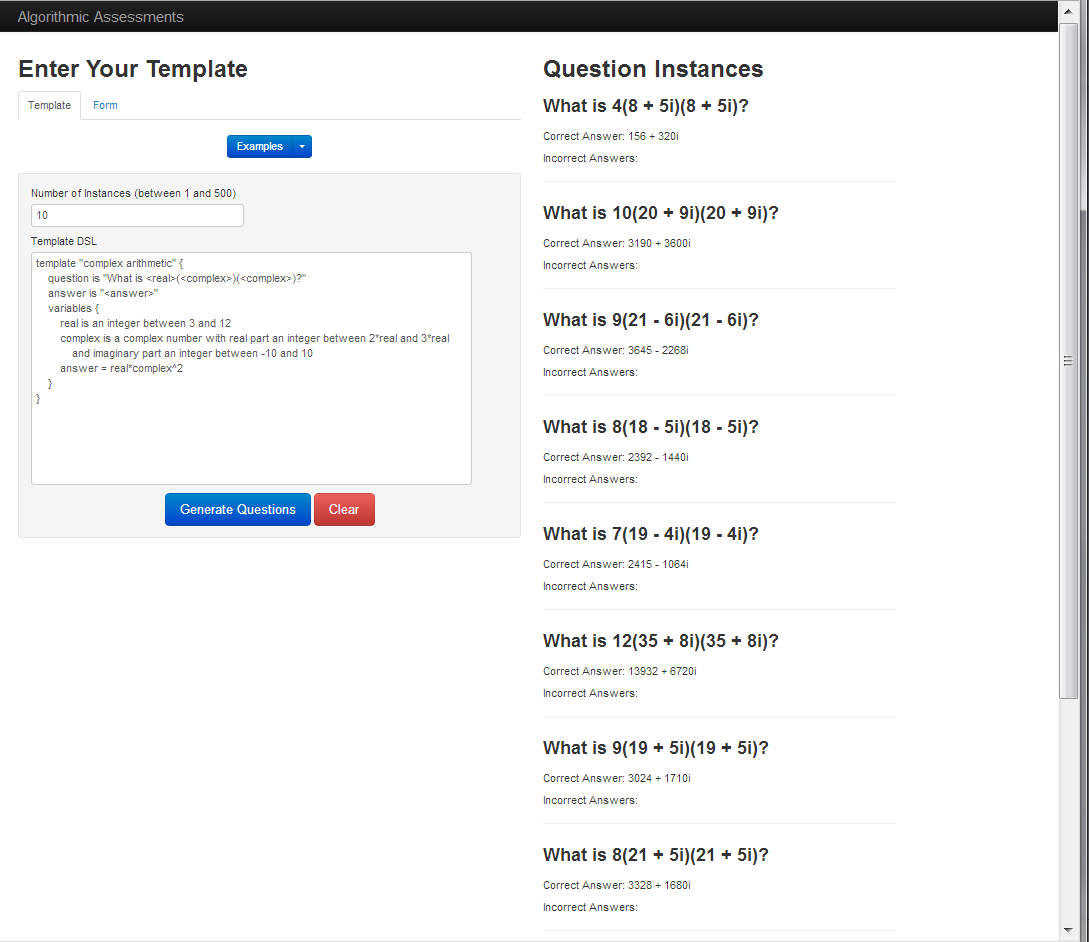 Algorithmic Assessments
Enter Your Template
Template
Form
Examples
Number of Instances (between 1 and 500)
10
Template DSL
template "complex arithmetic" {
question is "What is <real>(<complex>)(<complex>)?"
answer is "<answer>"
variables {
real is an integer between 3 and 12
complex is a complex number with real part an integer between 2*real and 3*real
and imaginary part an integer between -10 and 10
answer = real*complex^2
}
}
Generate Questions
Clear
Question Instances
What is 4(8 + 5i)(8 + 5i)?
Correct Answer: 156 + 320i
Incorrect Answers:
What is 10(20 + 9i)(20 + 9i)?
Correct Answer: 3190 + 3600i
Incorrect Answers:
What is 9(21 - 6i)(21 - 6i)?
Correct Answer: 3645 - 2268i
Incorrect Answers:
What is 8(18 - 5i)(18 - 5i)?
Correct Answer: 2392 - 1440i
Incorrect Answers:
What is 7(19 - 4i)(19 - 4i)?
Correct Answer: 2415 - 1064i
Incorrect Answers:
What is 12(35 + 8i)(35 + 8i)?
Correct Answer: 13932 + 6720i
Incorrect Answers:
What is 9(19 + 5i)(19 + 5i)?
Correct Answer: 3024 + 1710i
Incorrect Answers:
What is 8(21 + 5i)(21 + 5i)?
Correct Answer: 3328 + 1680i
Incorrect Answers: